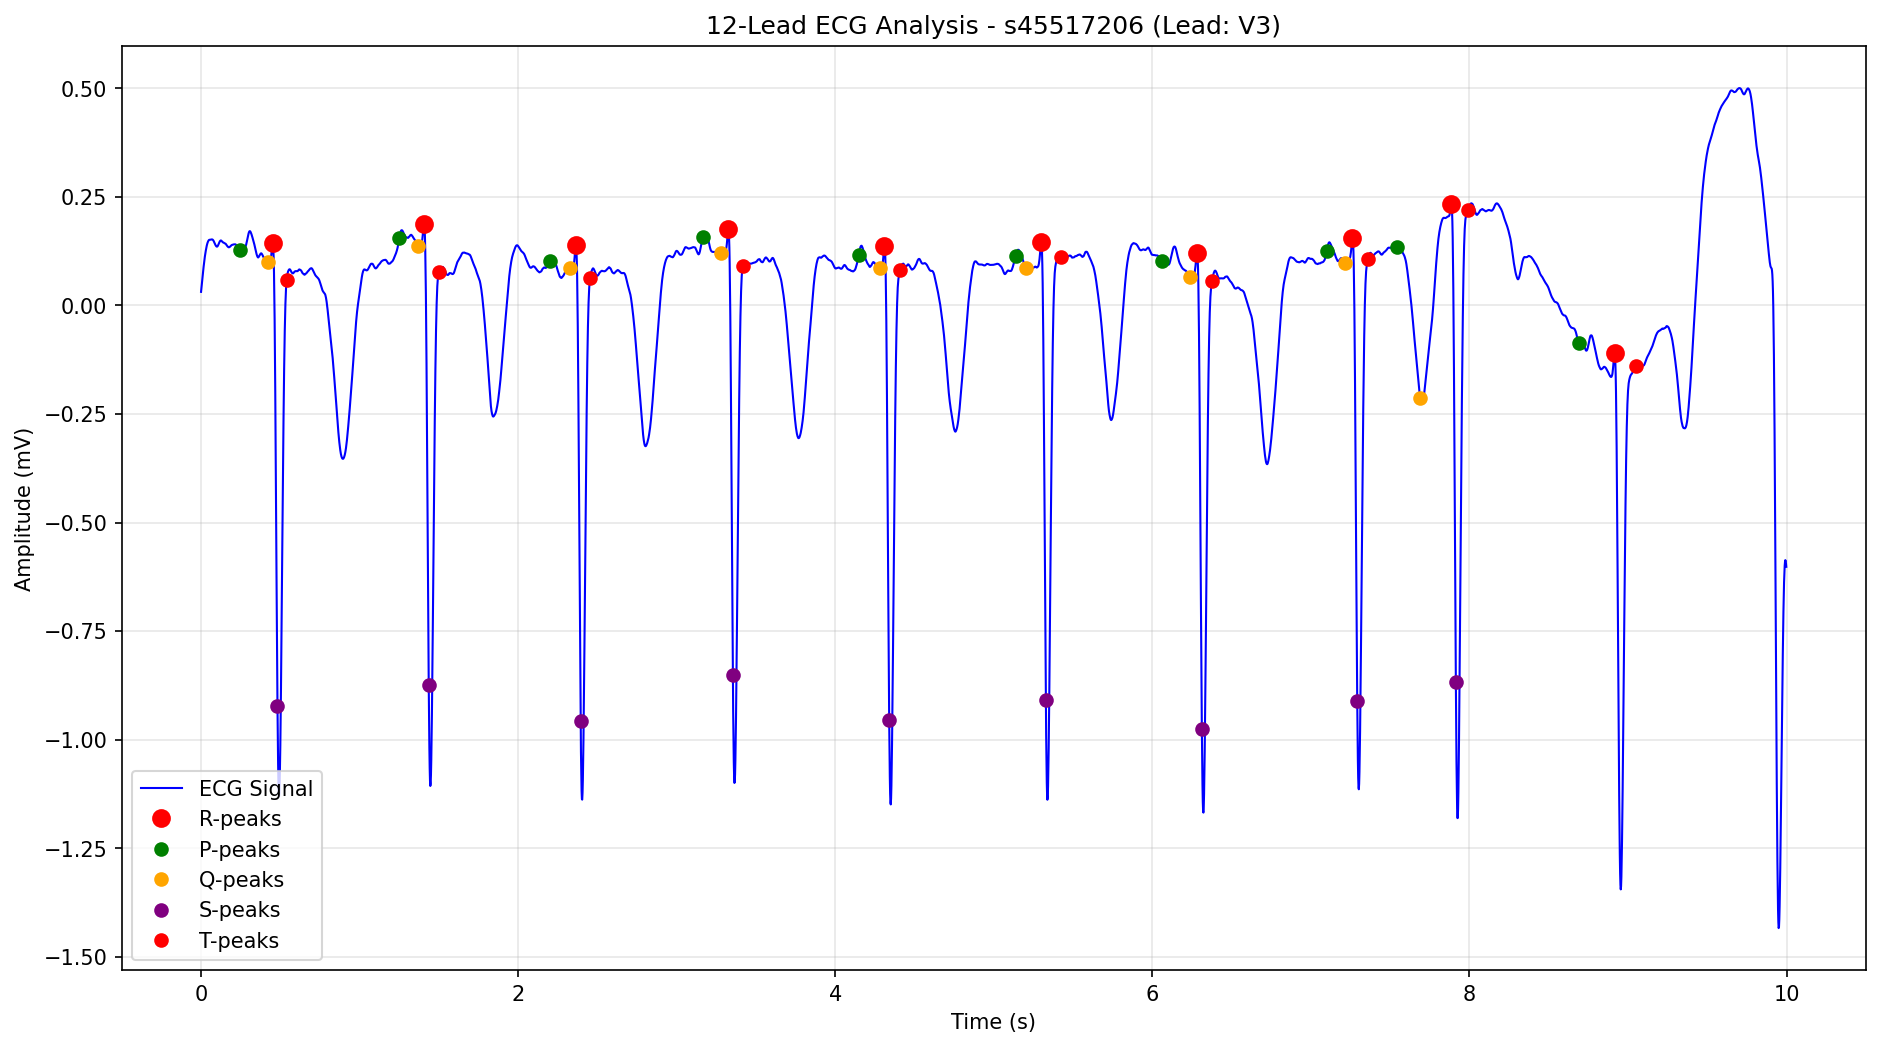 12-Lead ECG Analysis - s45517206 (Lead: V3)
0.50
0.25
0.00
−0.25
−0.50
−0.75
−1.00
−1.25
−1.50
Amplitude (mV)
ECG Signal
R-peaks
P-peaks
Q-peaks
S-peaks
T-peaks
0 2 4 6 8 10
Time (s)